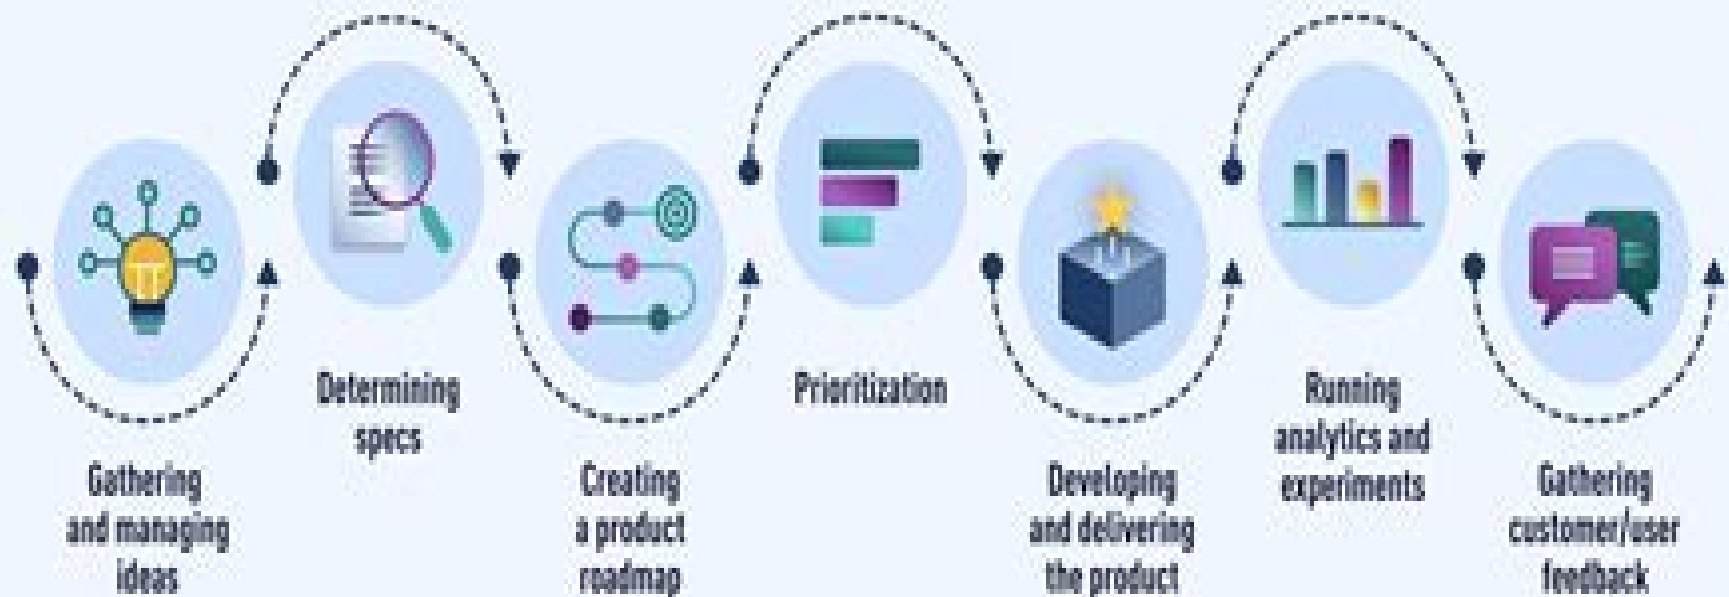 Gathering
and managing
ideas
Determining
specs
Creating
a product
roadmap
Prioritization
Developing
and delivering
the product
Running
analytics and
experiments
Gathering
customer/user
feedback